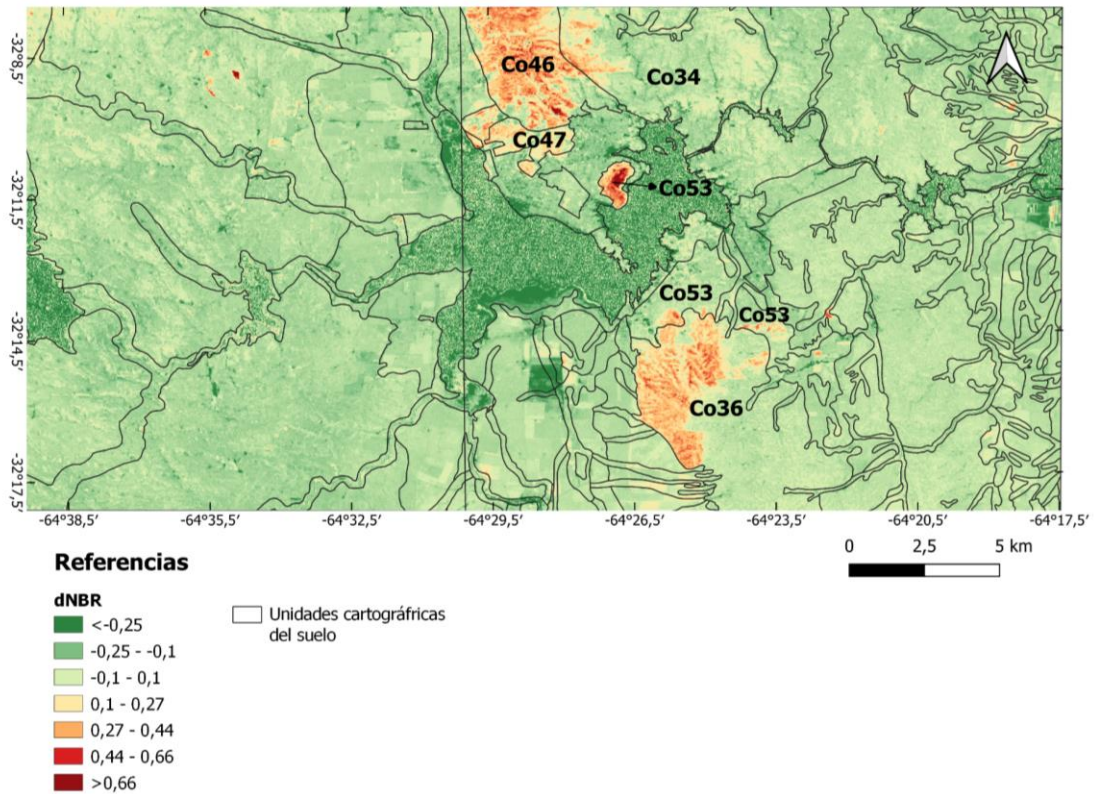 -32°8,5'
-32°11,5'
-32°14,5'
-32°17,5'
Co46
Co34
Co47
Co53
Co53
Co53
Co36
-64°38,5'
-64°35,5'
-64°32,5'
-64°29,5'
-64°26,5'
-64°23,5'
-64°20,5'
-64°17,5'
0 2,5 5 km
Referencias
dNBR
<-0,25
-0,25 - -0,1
-0,1 - 0,1
0,1 - 0,27
0,27 - 0,44
0,44 - 0,66
>0,66
Unidades cartográfricas
del suelo